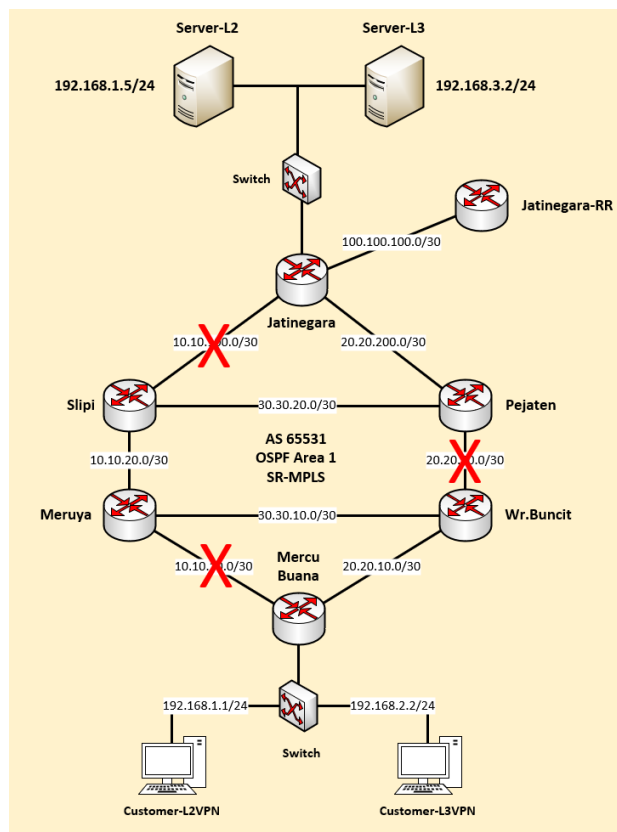 Server-L2
Server-L3
192.168.1.5/24
192.168.3.2/24
Switch
Jatinegara-RR
100.100.100.0/30
Jatinegara
20.20.200.0/30
Slipi
30.30.20.0/30
Pejaten
AS 65531
OSPF Area 1
SR-MPLS
10.10.20.0/30
Meruya
30.30.10.0/30
Wr.Buncit
Mercu
Buana
20.20.10.0/30
192.168.1.1/24
192.168.2.2/24
Switch
Customer-L2VPN
Customer-L3VPN